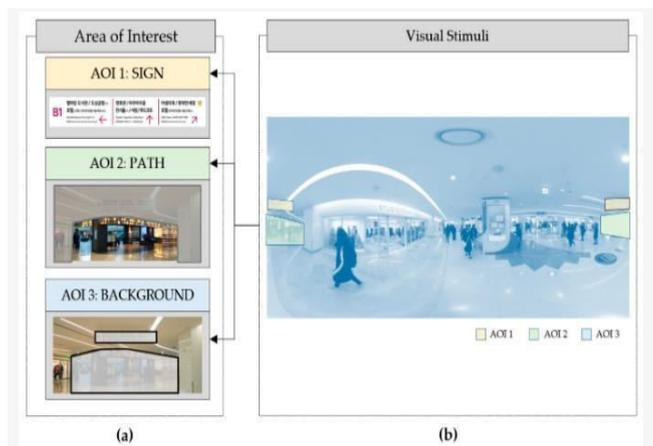 Area of Interest
Visual Stimuli
AOI 1: SIGN
B1
AOI 2: PATH
AOI 3: BACKGROUND
AOI 1
AOI 2
AOI 3
(a)
(b)